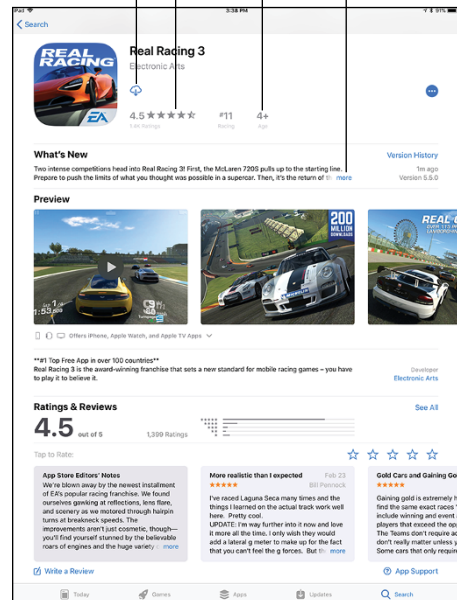 iPad
3:38 PM
91%
Search
REAL
RACING
EA
Real Racing 3
Electronic Arts
4.5 ★★★★⯪ #11 4+
1.4K Ratings Racing Age
What's New
Version History
Two intense competitions head into Real Racing 3! First, the McLaren 720S pulls up to the starting line.
Prepare to push the limits of what you thought was possible in a supercar. Then, it's the return of th more
1m ago
Version 5.5.0
Preview
200
MILLION
DOWNLOADS
REAL
Offers iPhone, Apple Watch, and Apple TV Apps
**#1 Top Free App in over 100 countries**
Real Racing 3 is the award-winning franchise that sets a new standard for mobile racing games – you have
to play it to believe it.
Developer
Electronic Arts
Ratings & Reviews
See All
4.5 out of 5
1,399 Ratings
Tap to Rate:
App Store Editors' Notes
We're blown away by the newest installment
of EA's popular racing franchise. We found
ourselves gawking at reflections, lens flare,
and scenery as we motored through hairpin
turns at breakneck speeds. The
improvements aren't just cosmetic, though—
you'll find yourself stunned by the believable
roars of engines and the huge variety o more
More realistic than I expected Feb 23
★★★★★ Bill Pennock
I've raced Laguna Seca many times and the
things I learned on the actual track work well
here. Pretty cool.
UPDATE: I'm way further into it now and love
it more all the time. I only wish they would
add a lateral g meter to make up for the fact
that you can't feel the g forces. But th more
Gold Cars and Gaining Go
★★★★★
Gaining gold is extremely h
find the same exact races
include winning and event
players that exceed the op
The Teams don't require ac
don't really matter unless y
Some cars that only requir
Write a Review
App Support
Today
Games
Apps
Updates
Search